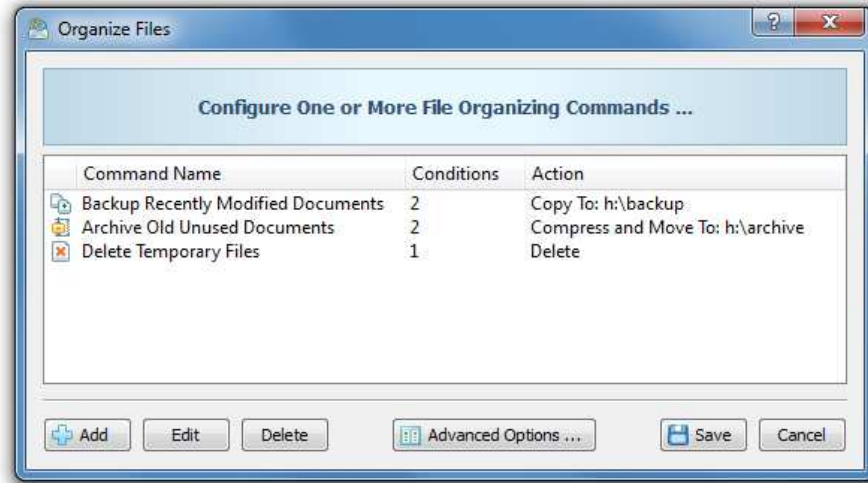 Organize Files
Configure One or More File Organizing Commands ...
Command Name Conditions Action
Backup Recently Modified Documents 2 Copy To: h:\backup
Archive Old Unused Documents 2 Compress and Move To: h:\archive
Delete Temporary Files 1 Delete
Add Edit Delete Advanced Options ... Save Cancel